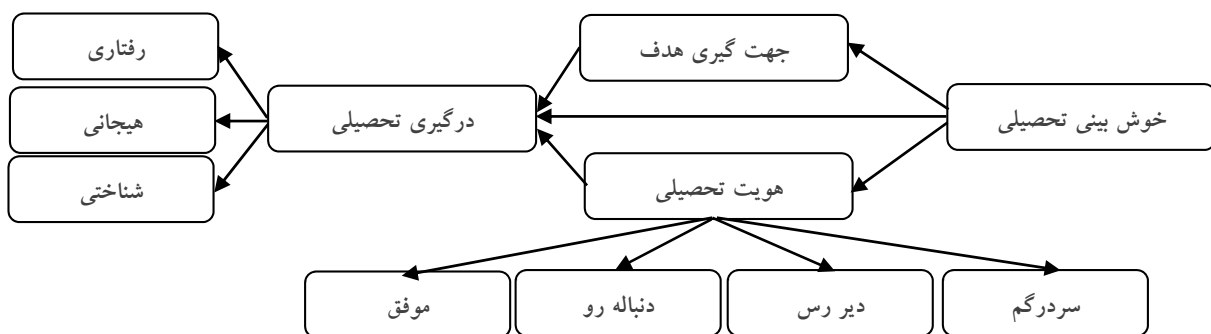 خوش بینی تحصیلی
جهت گیری هدف
هویت تحصیلی
درگیری تحصیلی
رفتاری
هیجانی
شناختی
سردرگم
دیر رس
دنباله رو
موفق